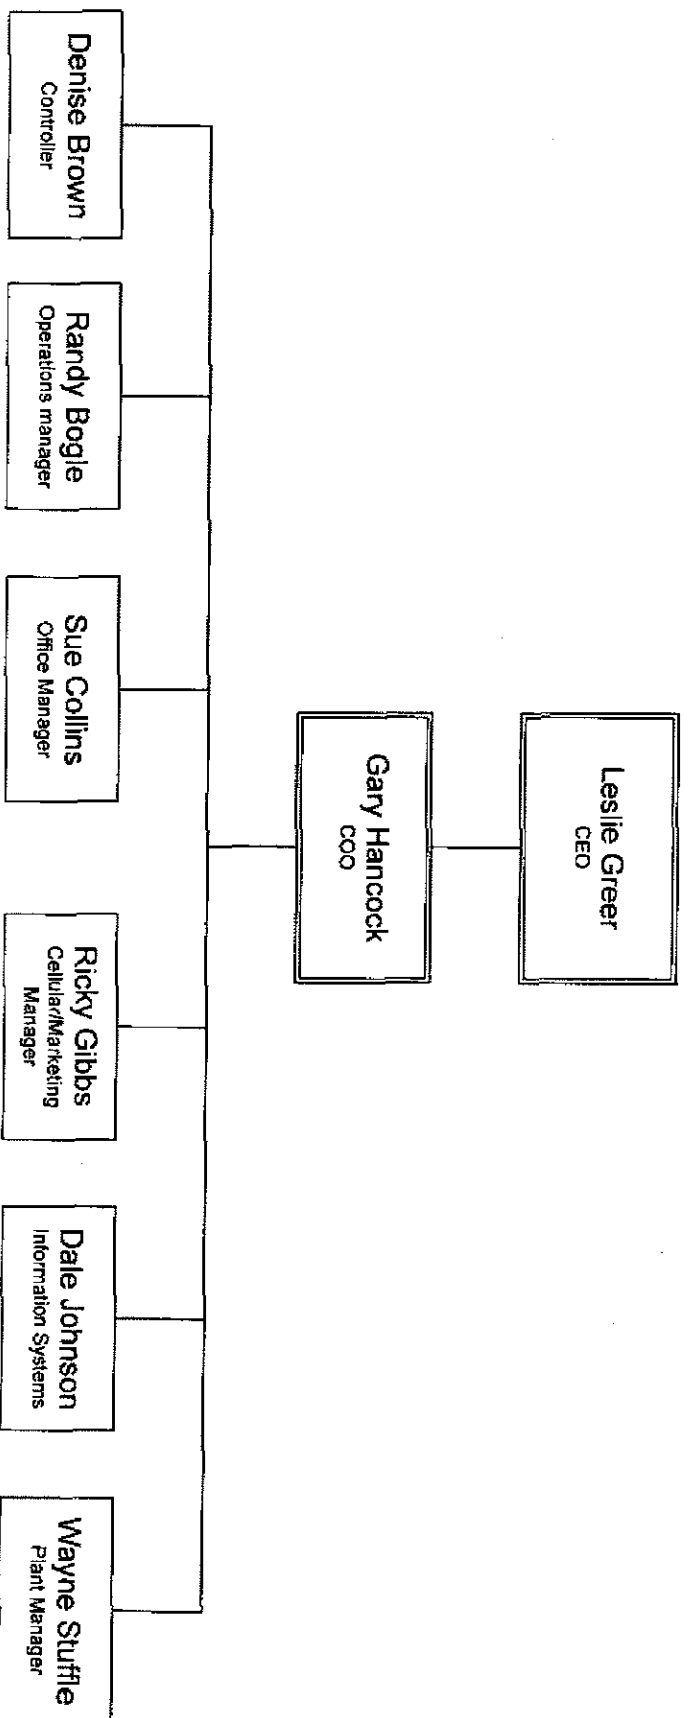 Leslie Greer
CEO
Gary Hancock
COO
Denise Brown
Controller
Randy Bogle
Operations manager
Sue Collins
Office Manager
Ricky Gibbs
Cellular/Marketing
Manager
Dale Johnson
Information Systems
Wayne Stuffle
Plant Manager